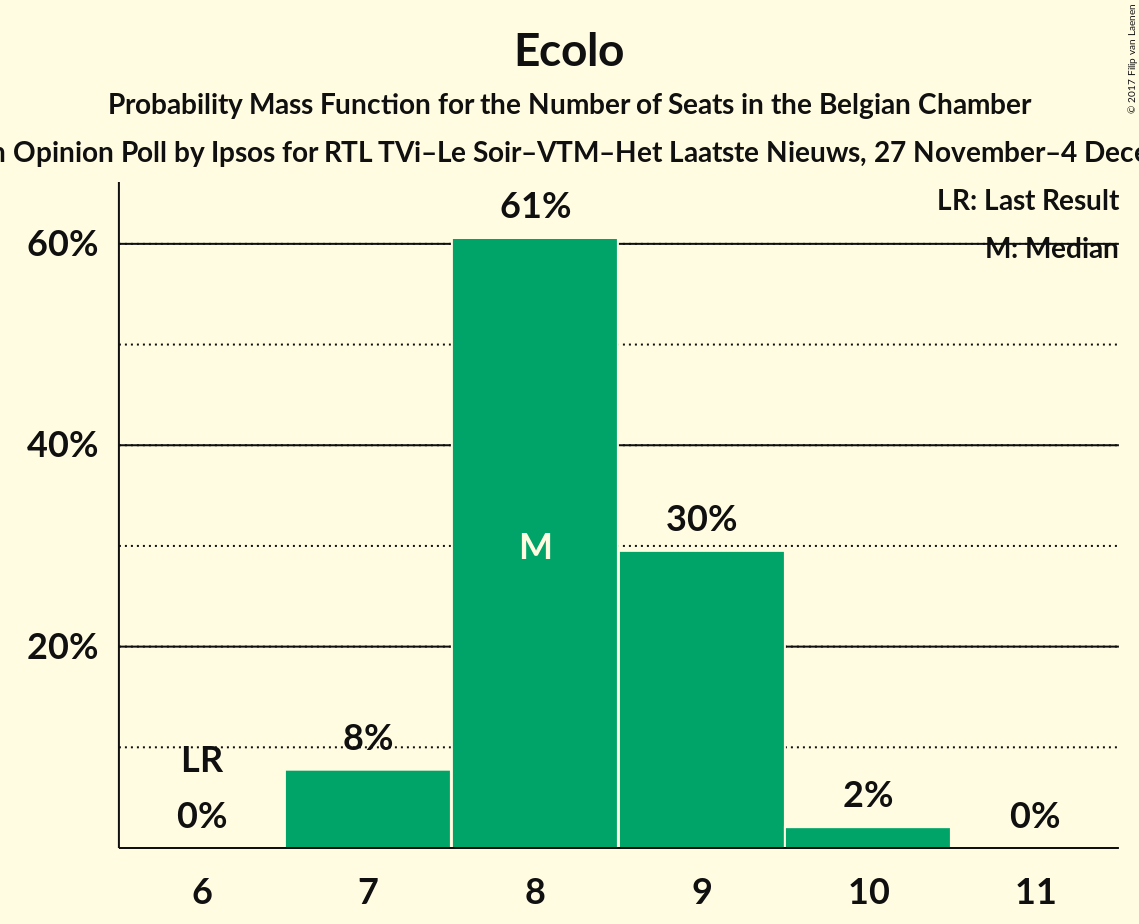 Ecolo
Probability Mass Function for the Number of Seats in the Belgian Chamber
Opinion Poll by Ipsos for RTL TVi–Le Soir–VTM–Het Laatste Nieuws, 27 November–4
© 2017 Filip van Laenen
LR: Last Result
M: Median
61%
60%
40%
30%
M
20%
8%
LR
2%
0%
0%
6 7 8 9 10 11